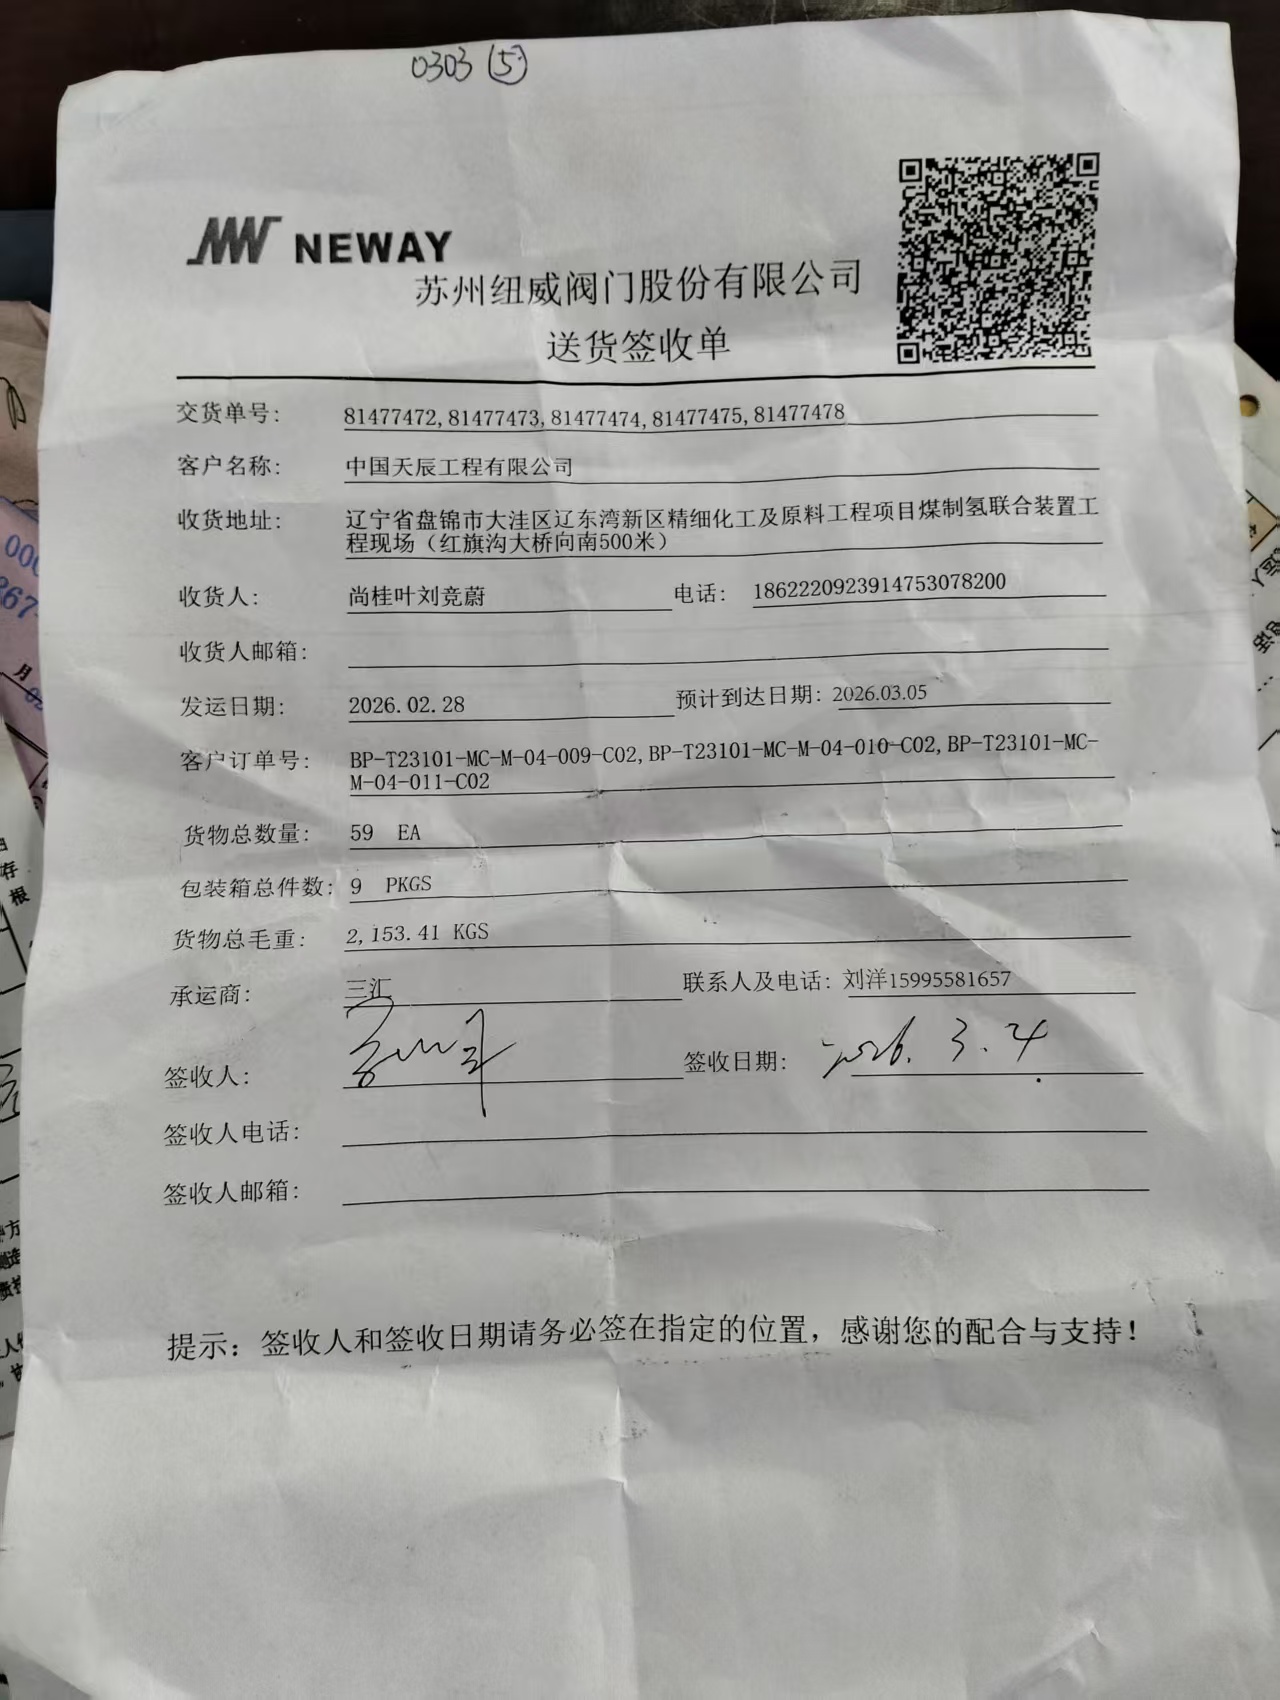 0303 (5)
NEWAY
苏州纽威阀门股份有限公司
送货签收单
交货单号: 81477472,81477473,81477474,81477475,81477478
客户名称: 中国天辰工程有限公司
收货地址: 辽宁省盘锦市大洼区辽东湾新区精细化工及原料工程项目煤制氢联合装置工
程现场（红旗沟大桥向南500米）
收货人: 尚桂叶刘竞蔚 电话: 1862220923914753078200
收货人邮箱:
发运日期: 2026.02.28 预计到达日期: 2026.03.05
客户订单号: BP-T23101-MC-M-04-009-C02,BP-T23101-MC-M-04-010-C02,BP-T23101-MC-
M-04-011-C02
货物总数量: 59 EA
包装箱总件数: 9 PKGS
货物总毛重: 2,153.41 KGS
承运商: 三汇 联系人及电话: 刘洋15995581657
签收人: 签收日期: 2026.3.4
签收人电话:
签收人邮箱:
提示: 签收人和签收日期请务必签在指定的位置，感谢您的配合与支持！